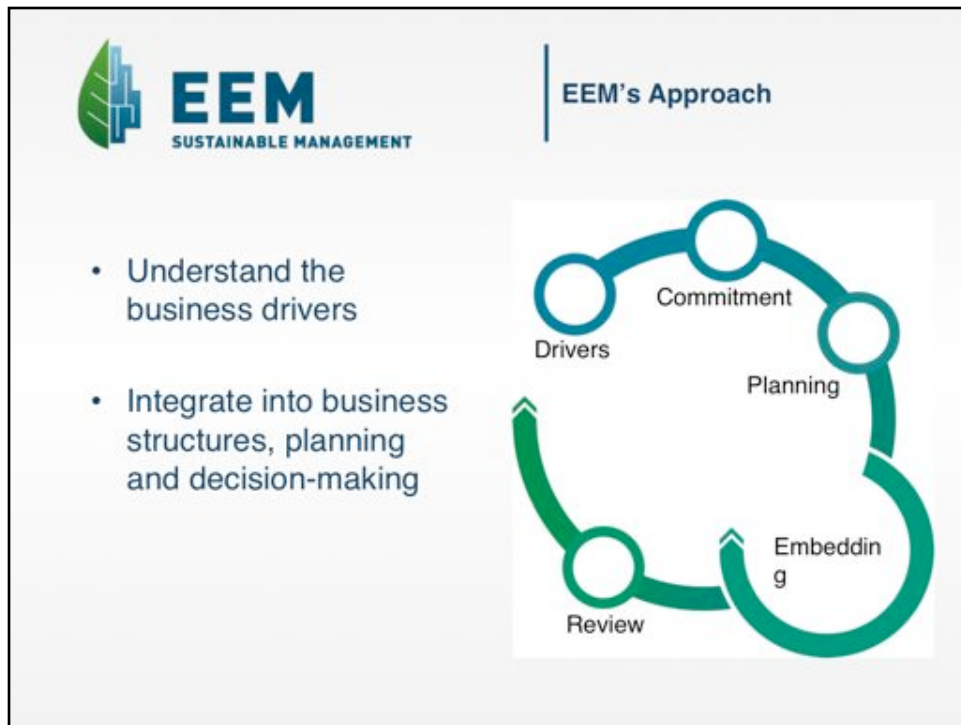 EEM
SUSTAINABLE MANAGEMENT
EEM's Approach
• Understand the
business drivers
• Integrate into business
structures, planning
and decision-making
Drivers
Commitment
Planning
Embeddin
g
Review